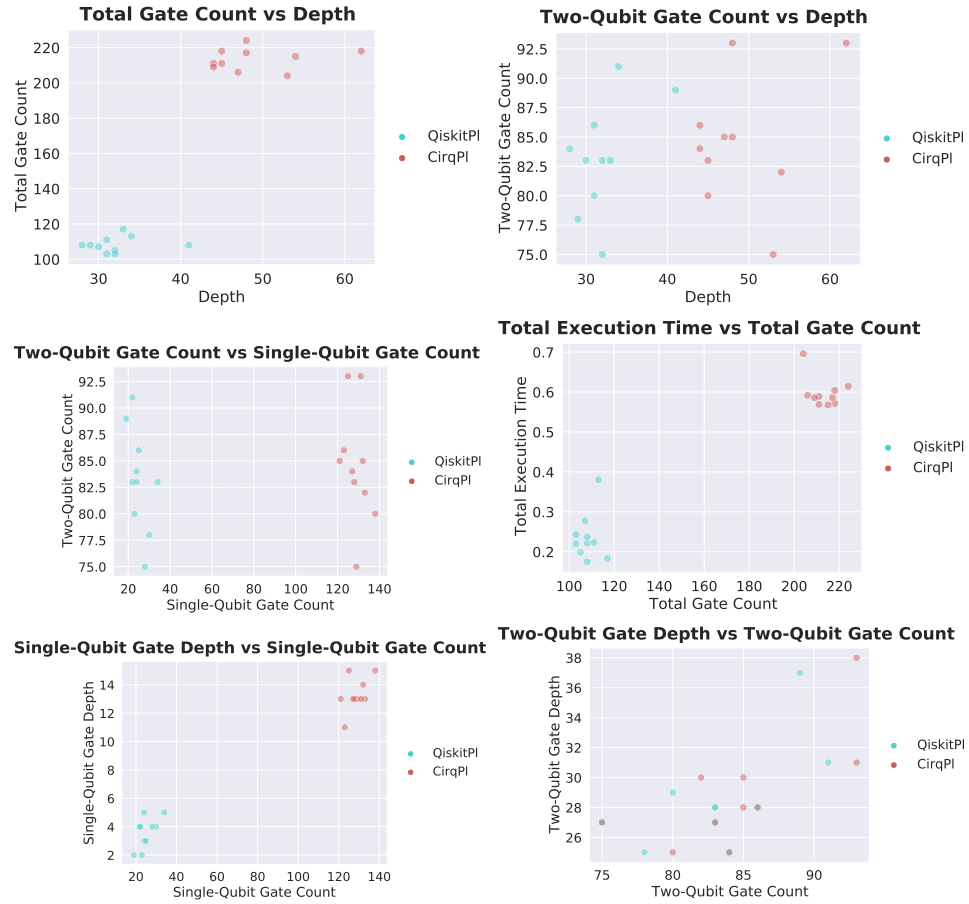 Total Gate Count vs Depth
220
200
180
160
140
120
100
Total Gate Count
30 40 50 60
Depth
QiskitPl
CirqPl
Two-Qubit Gate Count vs Depth
92.5
90.0
87.5
85.0
82.5
80.0
77.5
75.0
Two-Qubit Gate Count
30 40 50 60
Depth
QiskitPl
CirqPl
Two-Qubit Gate Count vs Single-Qubit Gate Count
92.5
90.0
87.5
85.0
82.5
80.0
77.5
75.0
Two-Qubit Gate Count
20 40 60 80 100 120 140
Single-Qubit Gate Count
QiskitPl
CirqPl
Total Execution Time vs Total Gate Count
0.7
0.6
0.5
0.4
0.3
0.2
Total Execution Time
100 120 140 160 180 200 220
Total Gate Count
QiskitPl
CirqPl
Single-Qubit Gate Depth vs Single-Qubit Gate Count
14
12
10
8
6
4
2
Single-Qubit Gate Depth
20 40 60 80 100 120 140
Single-Qubit Gate Count
QiskitPl
CirqPl
Two-Qubit Gate Depth vs Two-Qubit Gate Count
38
36
34
32
30
28
26
Two-Qubit Gate Depth
75 80 85 90
Two-Qubit Gate Count
QiskitPl
CirqPl